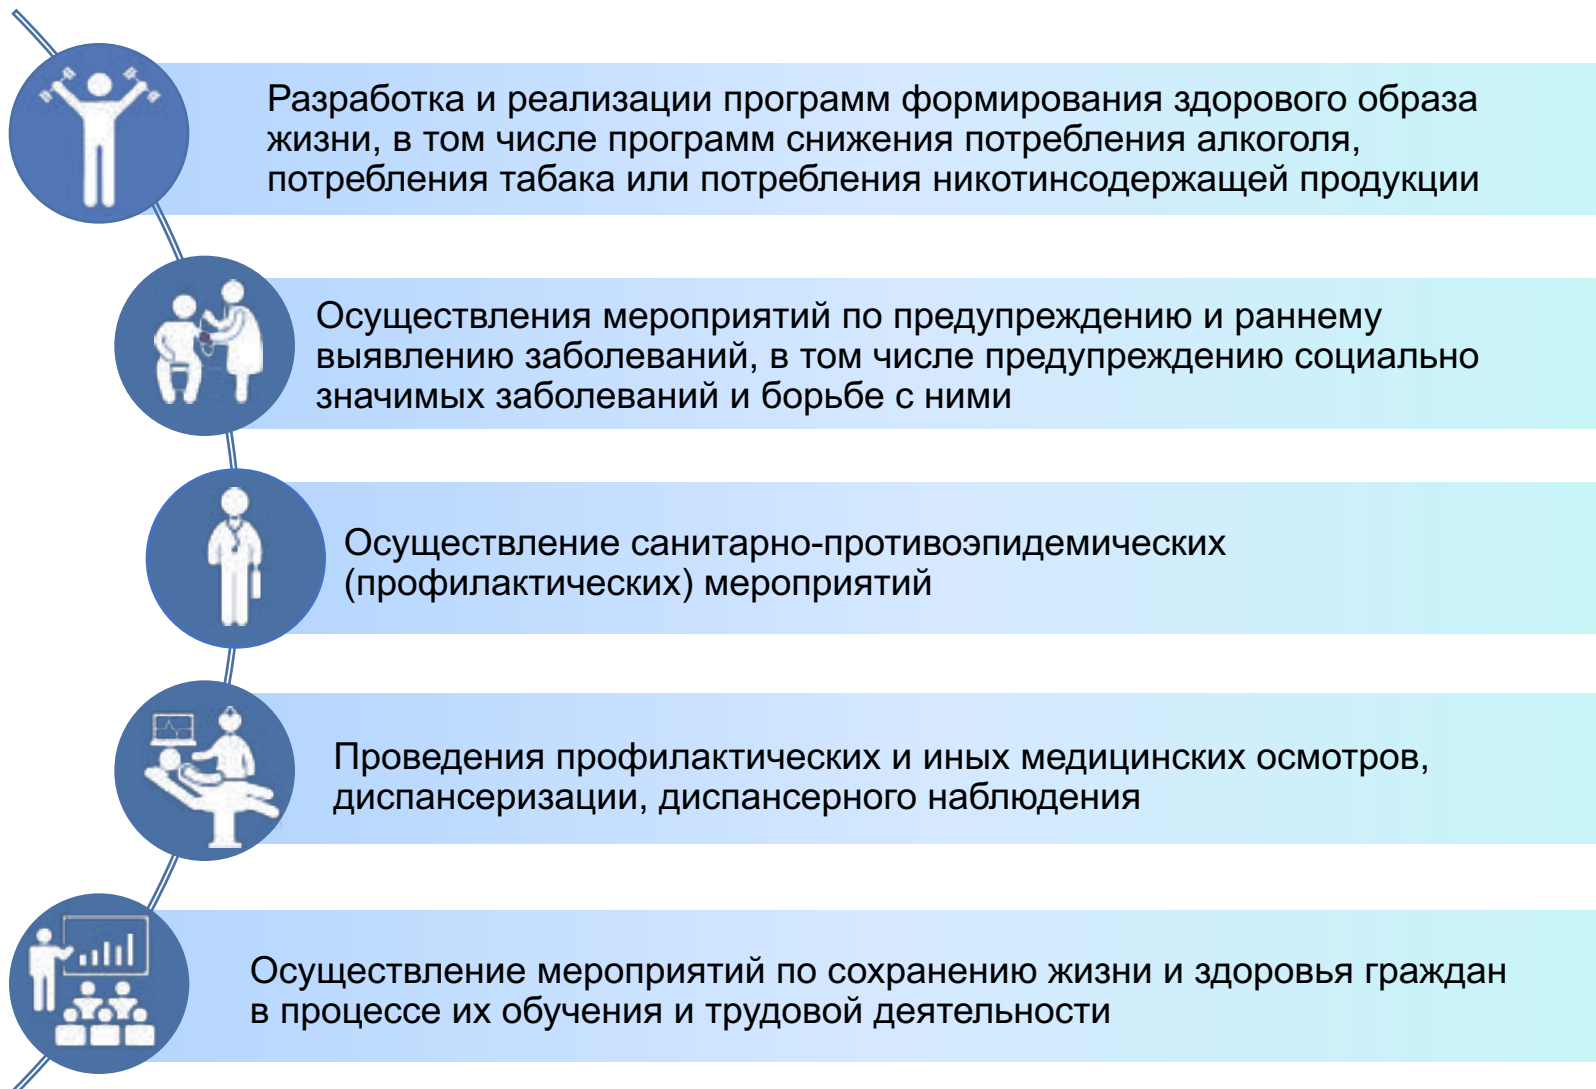 Разработка и реализации программ формирования здорового образа
жизни, в том числе программ снижения потребления алкоголя,
потребления табака или потребления никотинсодержащей продукции
Осуществления мероприятий по предупреждению и раннему
выявлению заболеваний, в том числе предупреждению социально
значимых заболеваний и борьбе с ними
Осуществление санитарно-противоэпидемических
(профилактических) мероприятий
Проведения профилактических и иных медицинских осмотров,
диспансеризации, диспансерного наблюдения
Осуществление мероприятий по сохранению жизни и здоровья граждан
в процессе их обучения и трудовой деятельности